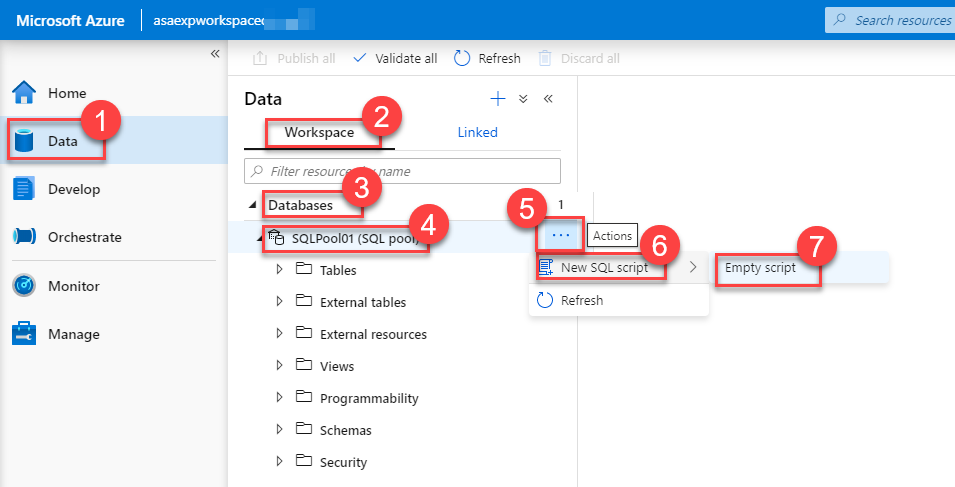 Microsoft Azure
asaexpworkspace
Search resources
«
Publish all
Validate all
Refresh
Discard all
Home
1
Data
Develop
Orchestrate
Monitor
Manage
Data
2
Workspace
Linked
Filter resources by name
3
Databases
1
4
SQLPool01 (SQL pool)
5
...
Actions
6
New SQL script
7
Empty script
Refresh
Tables
External tables
External resources
Views
Programmability
Schemas
Security